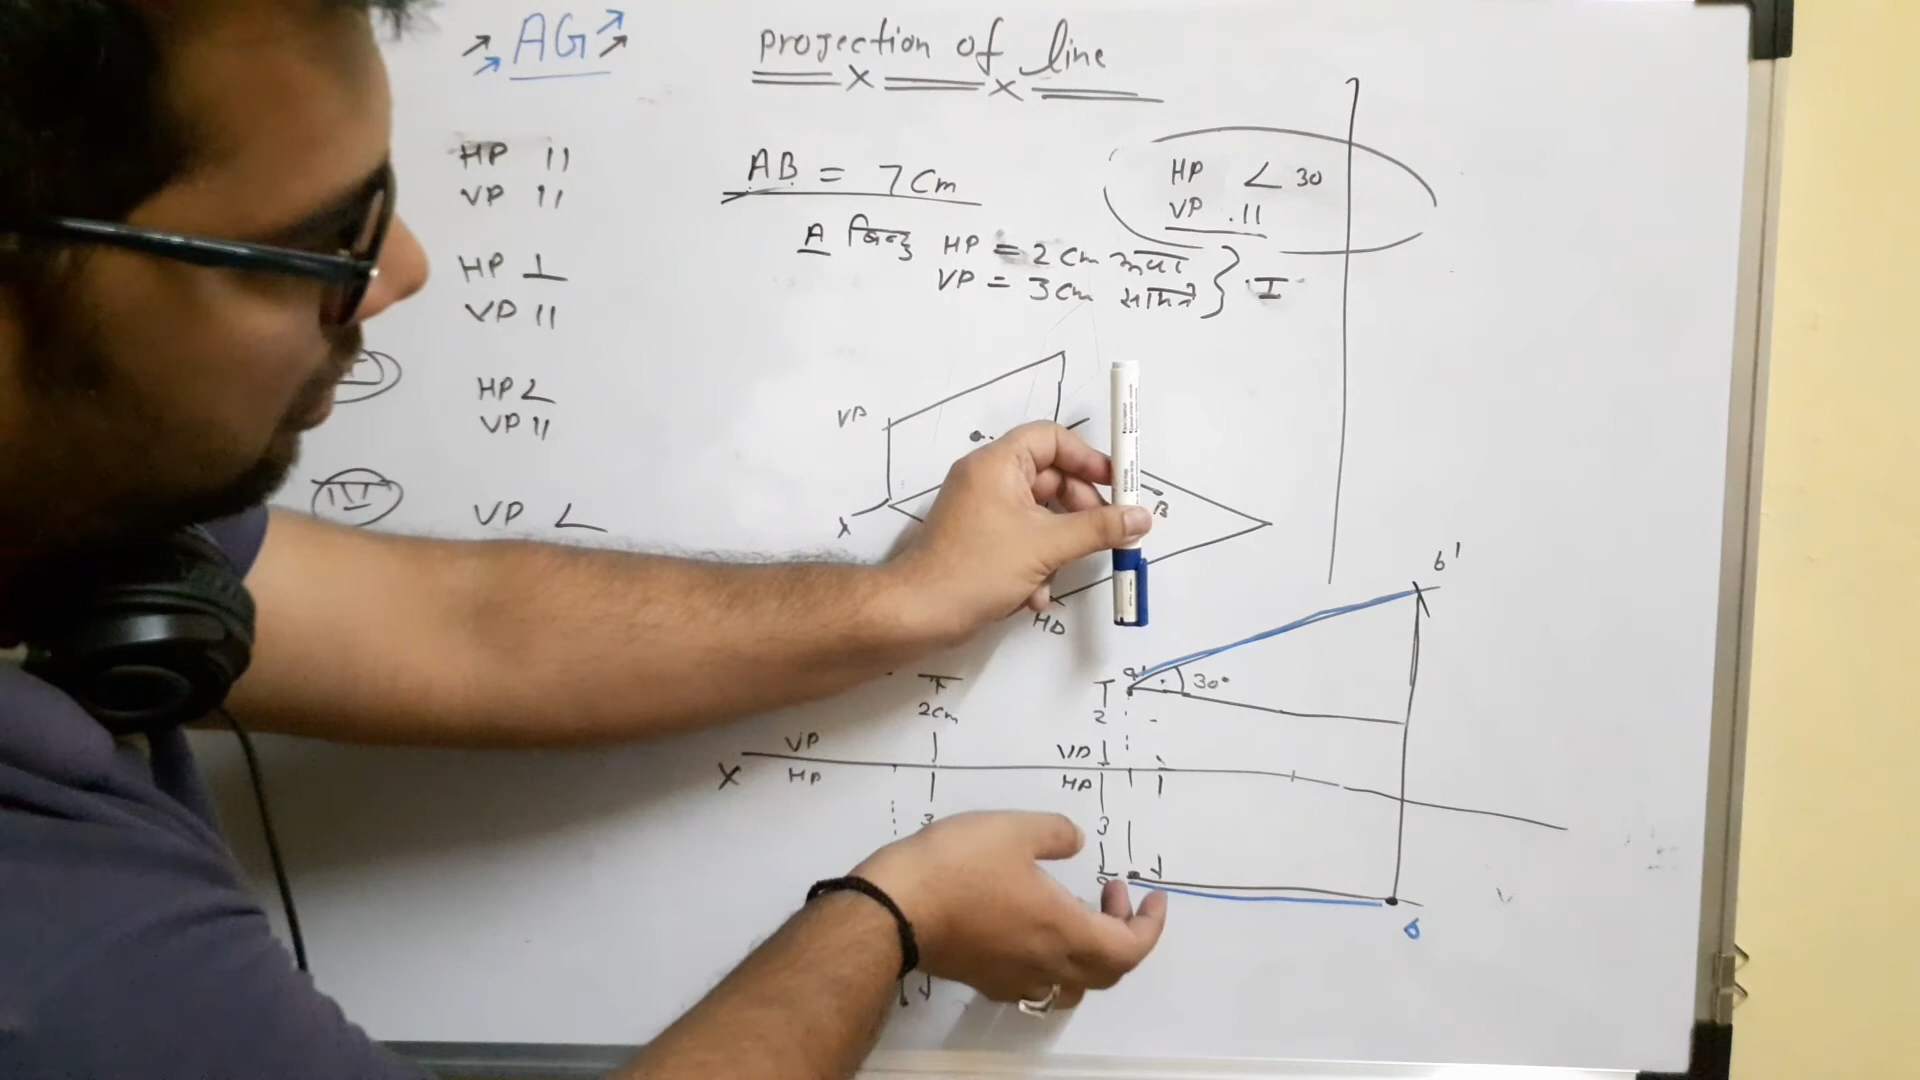 AG
projection of line
HP ||
VP ||
HP ⊥
VP ||
HP ∠
VP ||
III
VP ∠
AB = 7 Cm
HP ∠ 30
VP . ||
A बिन्दु HP = 2 Cm ऊपर
VP = 3 Cm सामने } I
VP
X
B
HP
b'
a' 30°
2cm
2
VP
VP
X
HP
HP
3
3
a
b